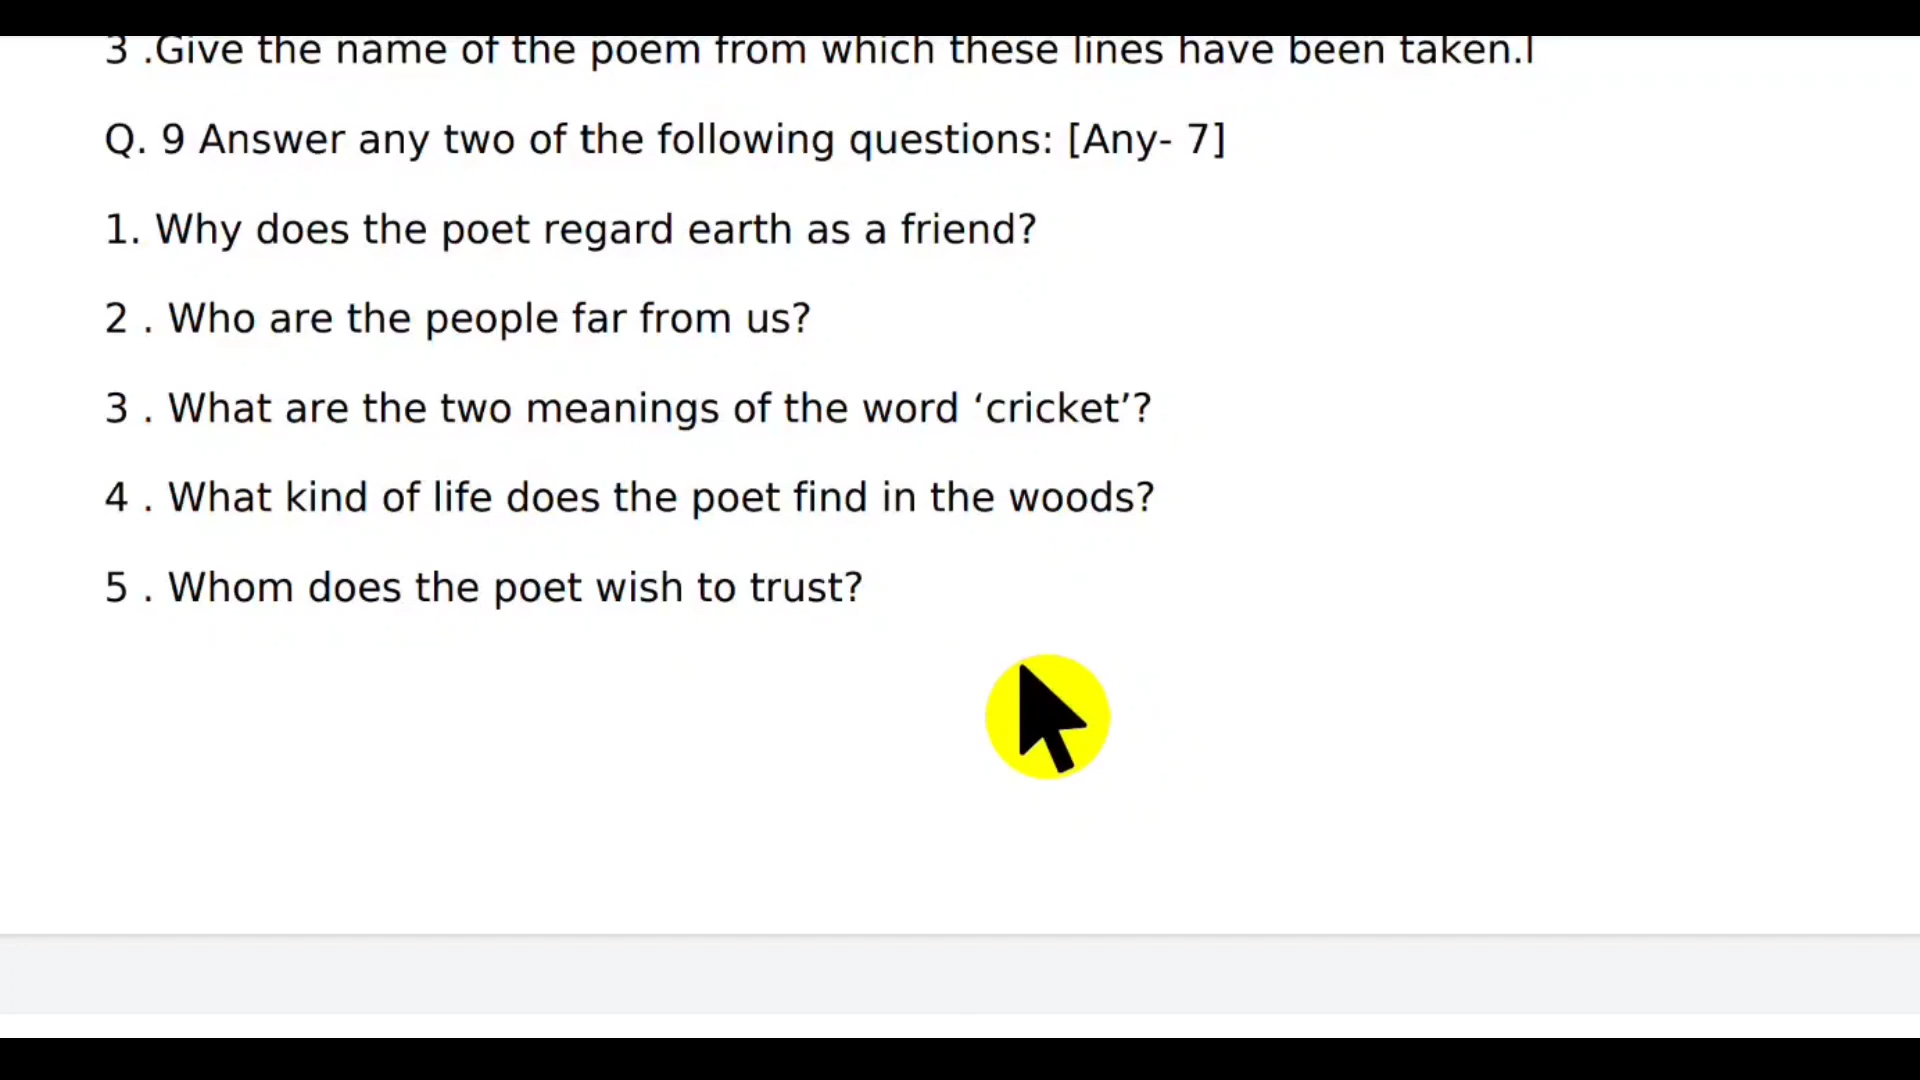 3 .Give the name of the poem from which these lines have been taken.I
Q. 9 Answer any two of the following questions: [Any- 7]
1. Why does the poet regard earth as a friend?
2 . Who are the people far from us?
3 . What are the two meanings of the word ‘cricket’?
4 . What kind of life does the poet find in the woods?
5 . Whom does the poet wish to trust?